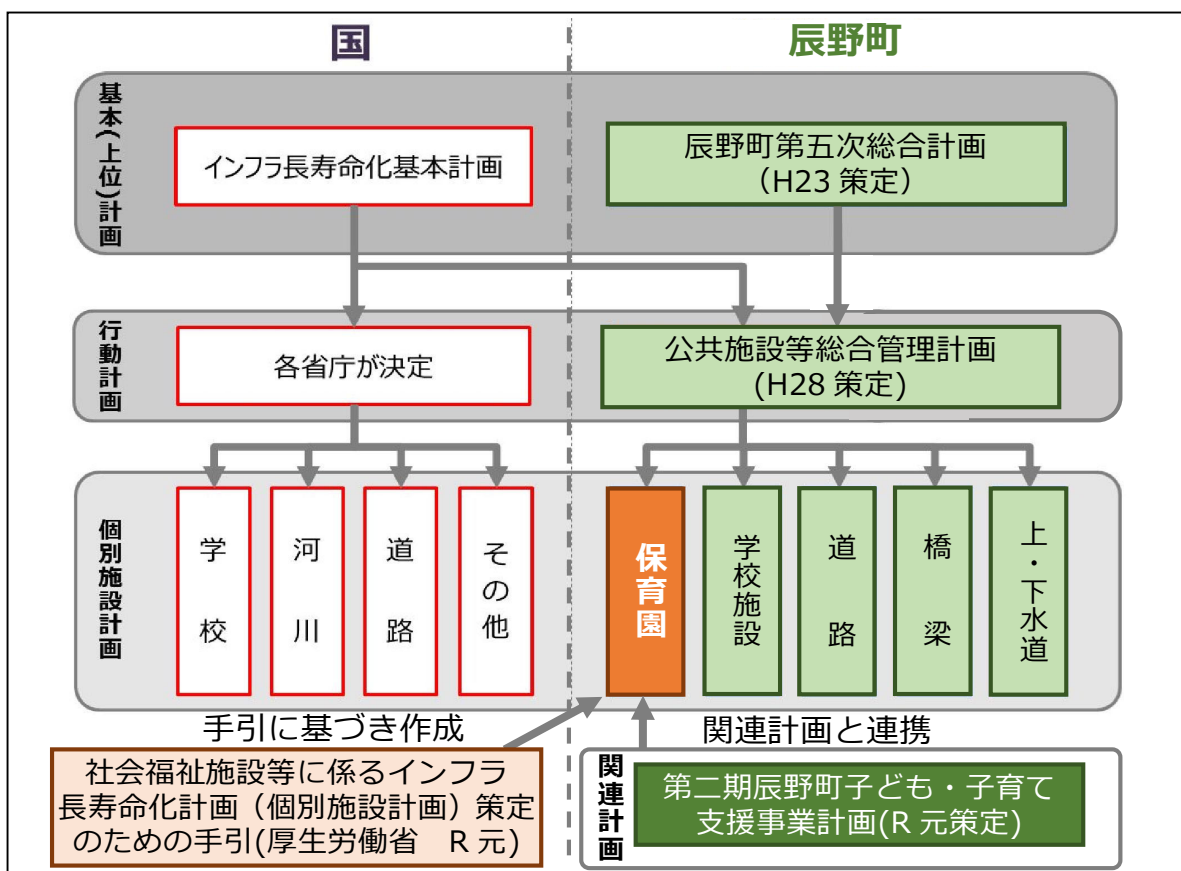 国
辰野町
基本(上位)計画
インフラ長寿命化基本計画
辰野町第五次総合計画
（H23 策定）
行動計画
各省庁が決定
公共施設等総合管理計画
(H28 策定)
個別施設計画
学校
河川
道路
その他
保育園
学校施設
道路
橋梁
上・下水道
手引に基づき作成
関連計画と連携
社会福祉施設等に係るインフラ
長寿命化計画（個別施設計画）策定
のための手引(厚生労働省　R 元)
関連計画
第二期辰野町子ども・子育て
支援事業計画(R 元策定)